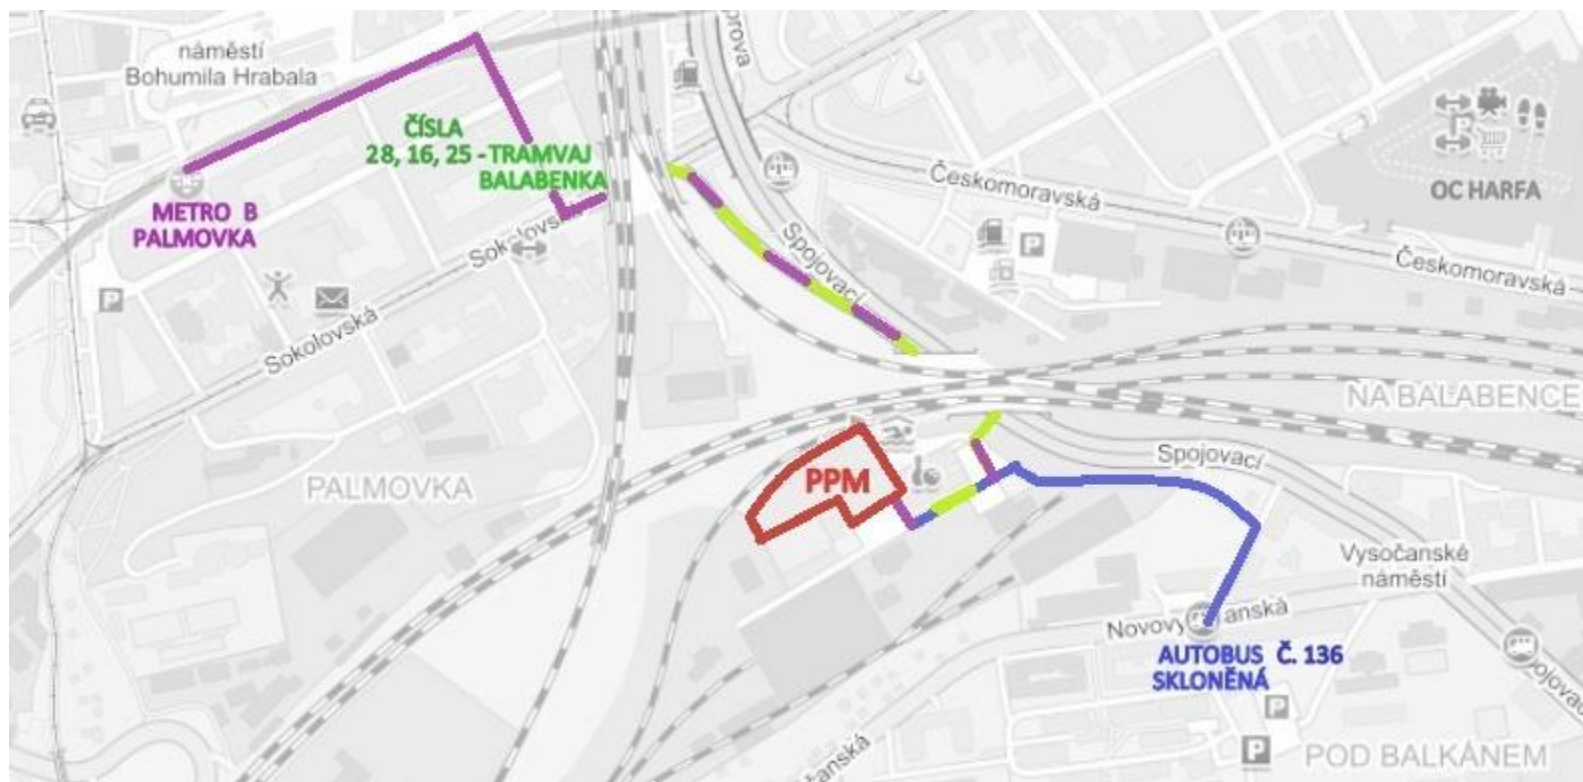 náměstí
Bohumila Hrabala
ČÍSLA
28, 16, 25 - TRAMVAJ
BALABENKA
METRO B
PALMOVKA
Sokolovská
Českomoravská
OC HARFA
Spojovací
Českomoravská
Sokolovská
NA BALABENCE
PALMOVKA
PPM
Spojovací
Vysočanské
náměstí
AUTOBUS Č. 136
SKLONĚNÁ
POD BALKÁNEM
P
P
P
P